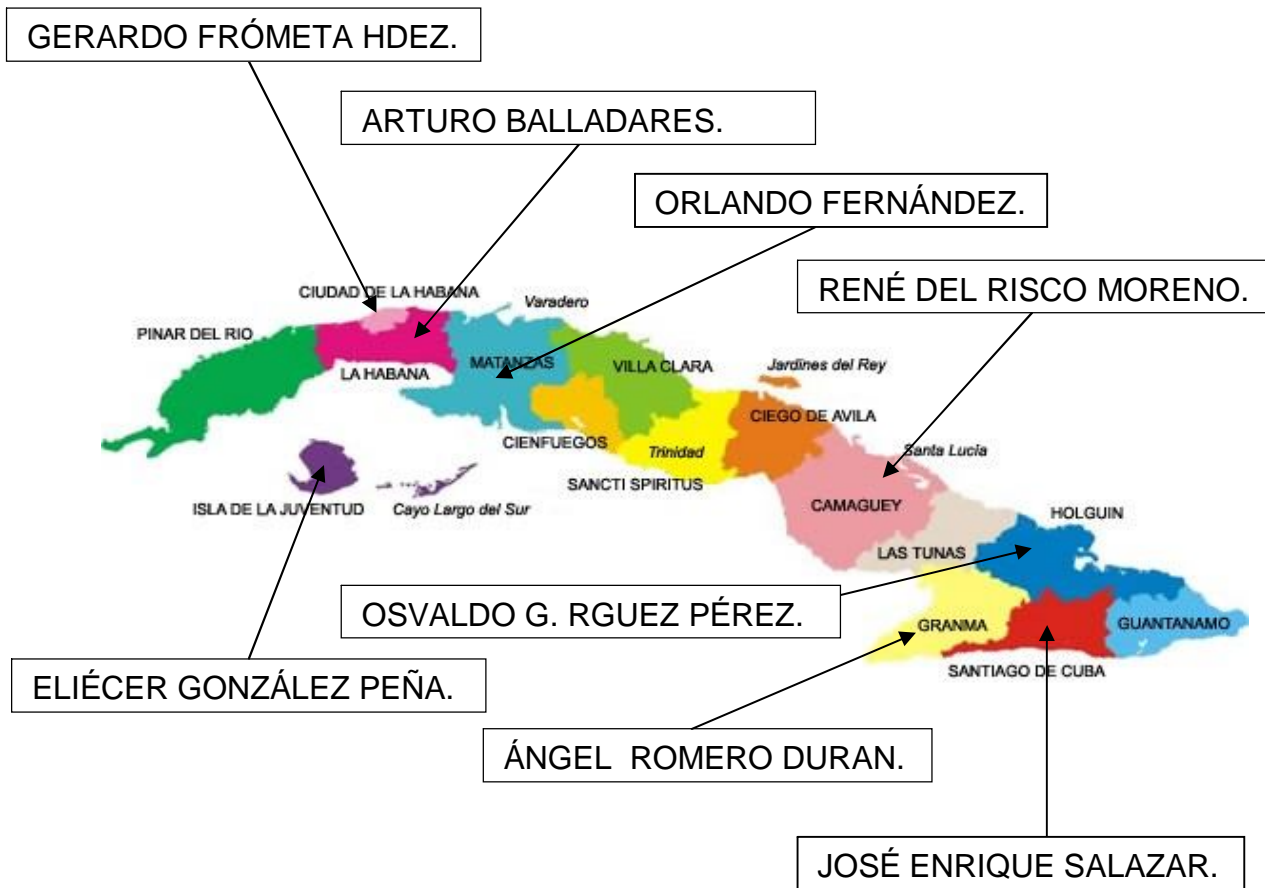 GERARDO FRÓMETA HDEZ.
ARTURO BALLADARES.
ORLANDO FERNÁNDEZ.
RENÉ DEL RISCO MORENO.
CIUDAD DE LA HABANA
Varadero
PINAR DEL RIO
LA HABANA
MATANZAS
VILLA CLARA
Jardines del Rey
CIEGO DE AVILA
CIENFUEGOS
Trinidad
Santa Lucia
SANCTI SPIRITUS
ISLA DE LA JUVENTUD
Cayo Largo del Sur
CAMAGUEY
HOLGUIN
LAS TUNAS
OSVALDO G. RGUEZ PÉREZ.
GRANMA
GUANTANAMO
SANTIAGO DE CUBA
ELIÉCER GONZÁLEZ PEÑA.
ÁNGEL ROMERO DURAN.
JOSÉ ENRIQUE SALAZAR.